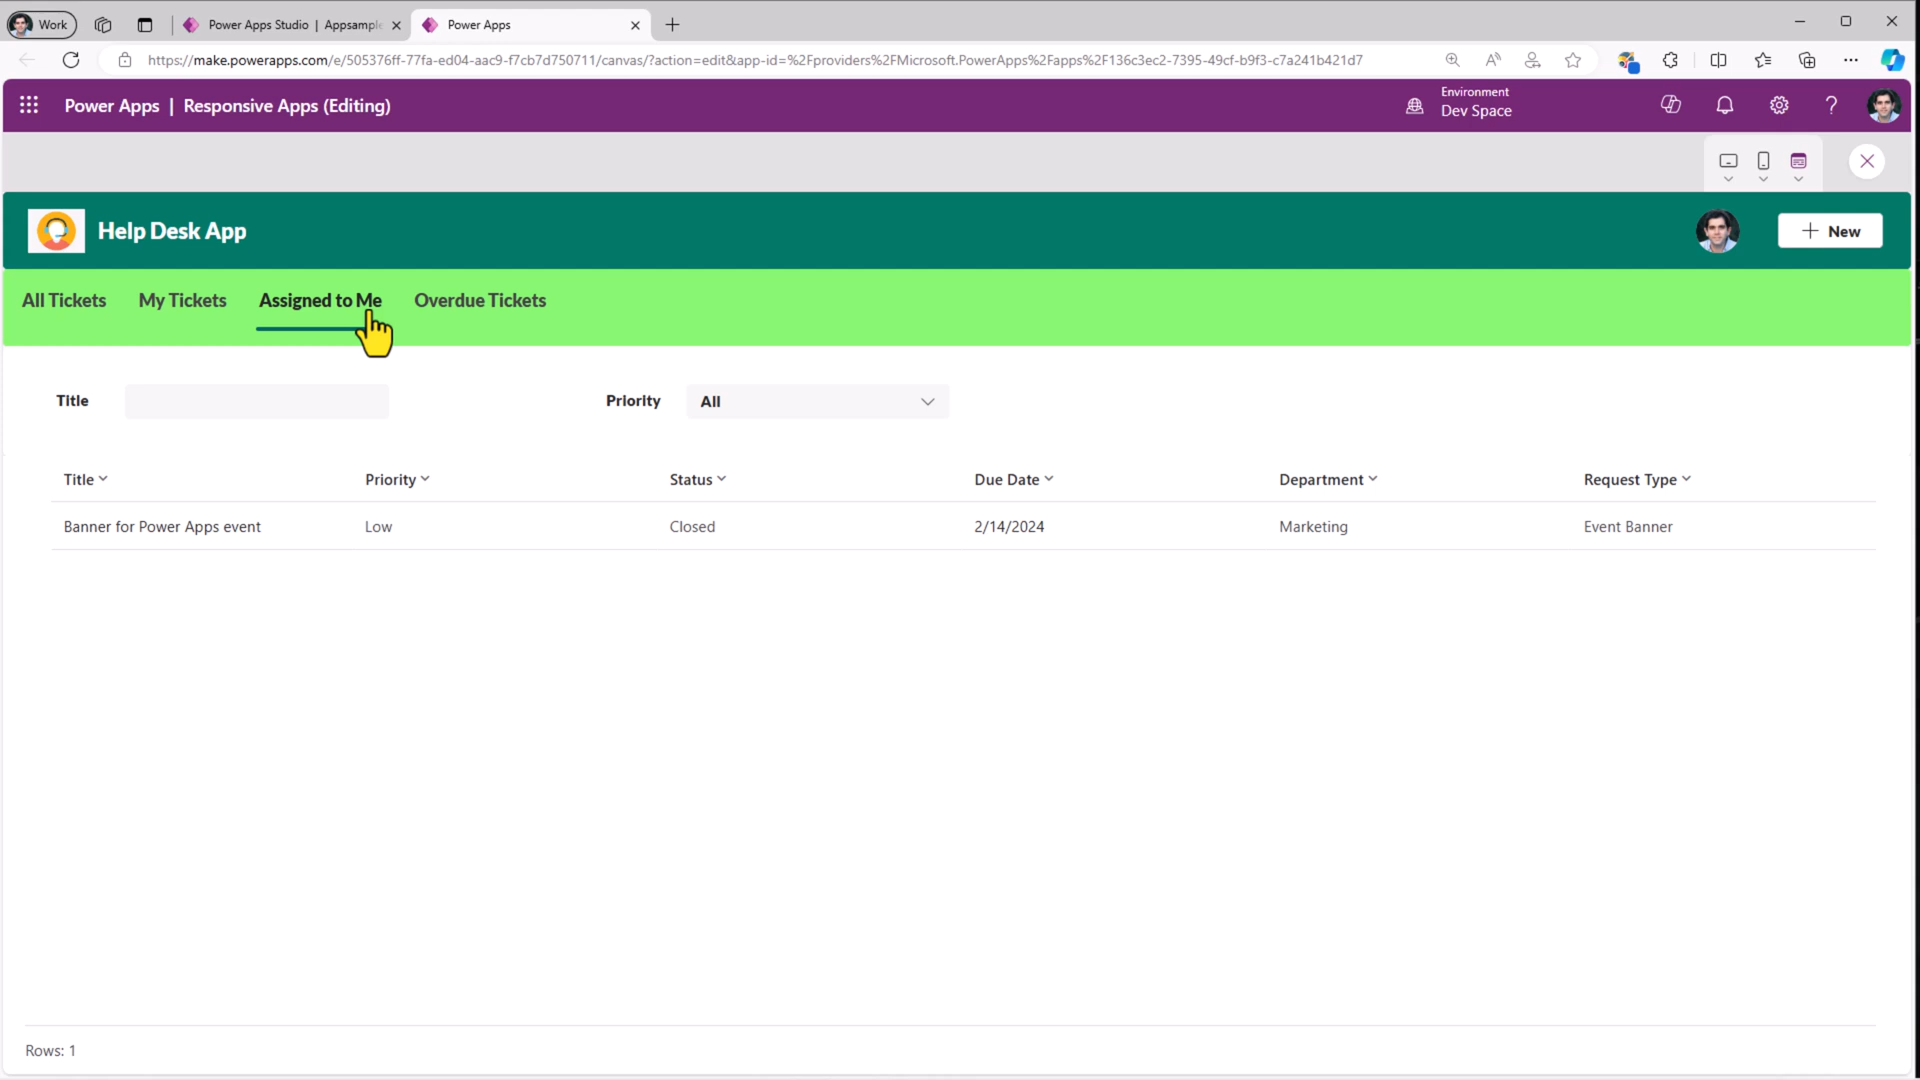 Work
Power Apps Studio | Appsample
Power Apps
https://make.powerapps.com/e/505376ff-77fa-ed04-aac9-f7cb7d750711/canvas/?action=edit&app-id=%2Fproviders%2FMicrosoft.PowerApps%2Fapps%2F136c3ec2-7395-49cf-b9f3-c7a241b421d7
Power Apps | Responsive Apps (Editing)
Environment
Dev Space
Help Desk App
New
All Tickets My Tickets Assigned to Me Overdue Tickets
Title Priority All
Title Priority Status Due Date Department Request Type
Banner for Power Apps event Low Closed 2/14/2024 Marketing Event Banner
Rows: 1